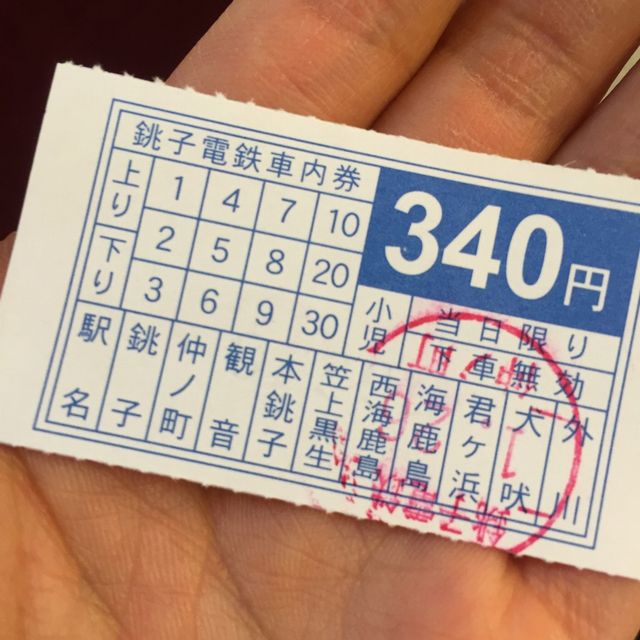 銚子電鉄車内券
340円
上り
下り
1 4 7 10
2 5 8 20
3 6 9 30
小児
当日限り
下車無効
駅名
銚子
仲ノ町
観音
本銚子
笠上黒生
西海鹿島
海鹿島
君ヶ浜
犬吠
外川